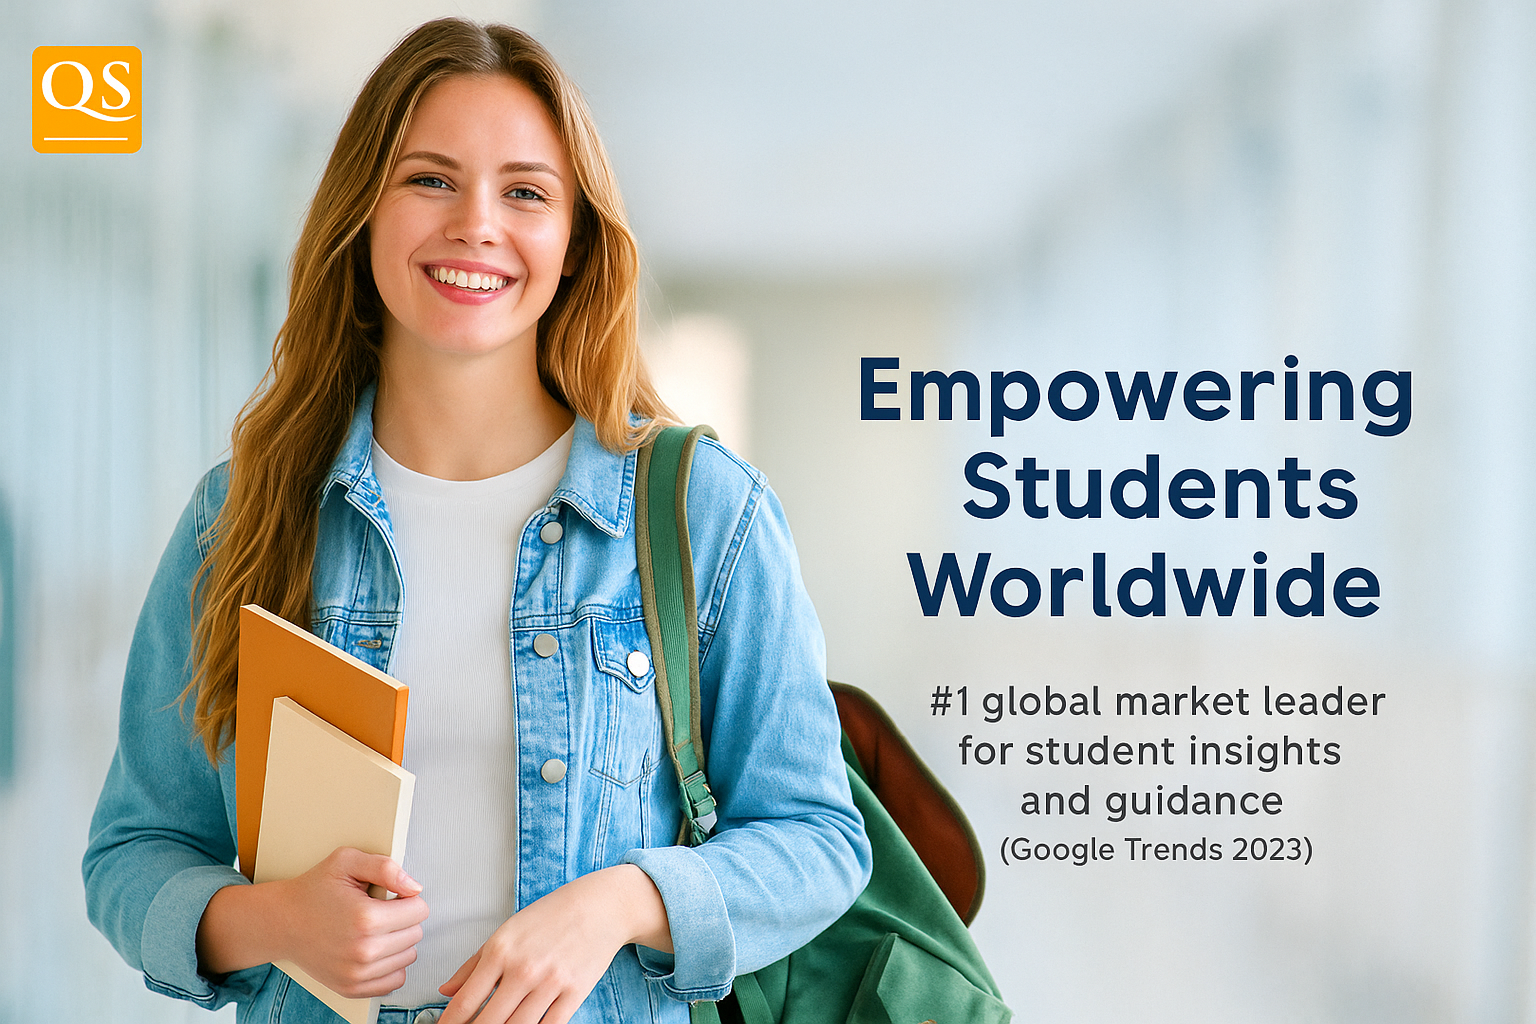 QS
Empowering
Students
Worldwide
#1 global market leader
for student insights
and guidance
(Google Trends 2023)